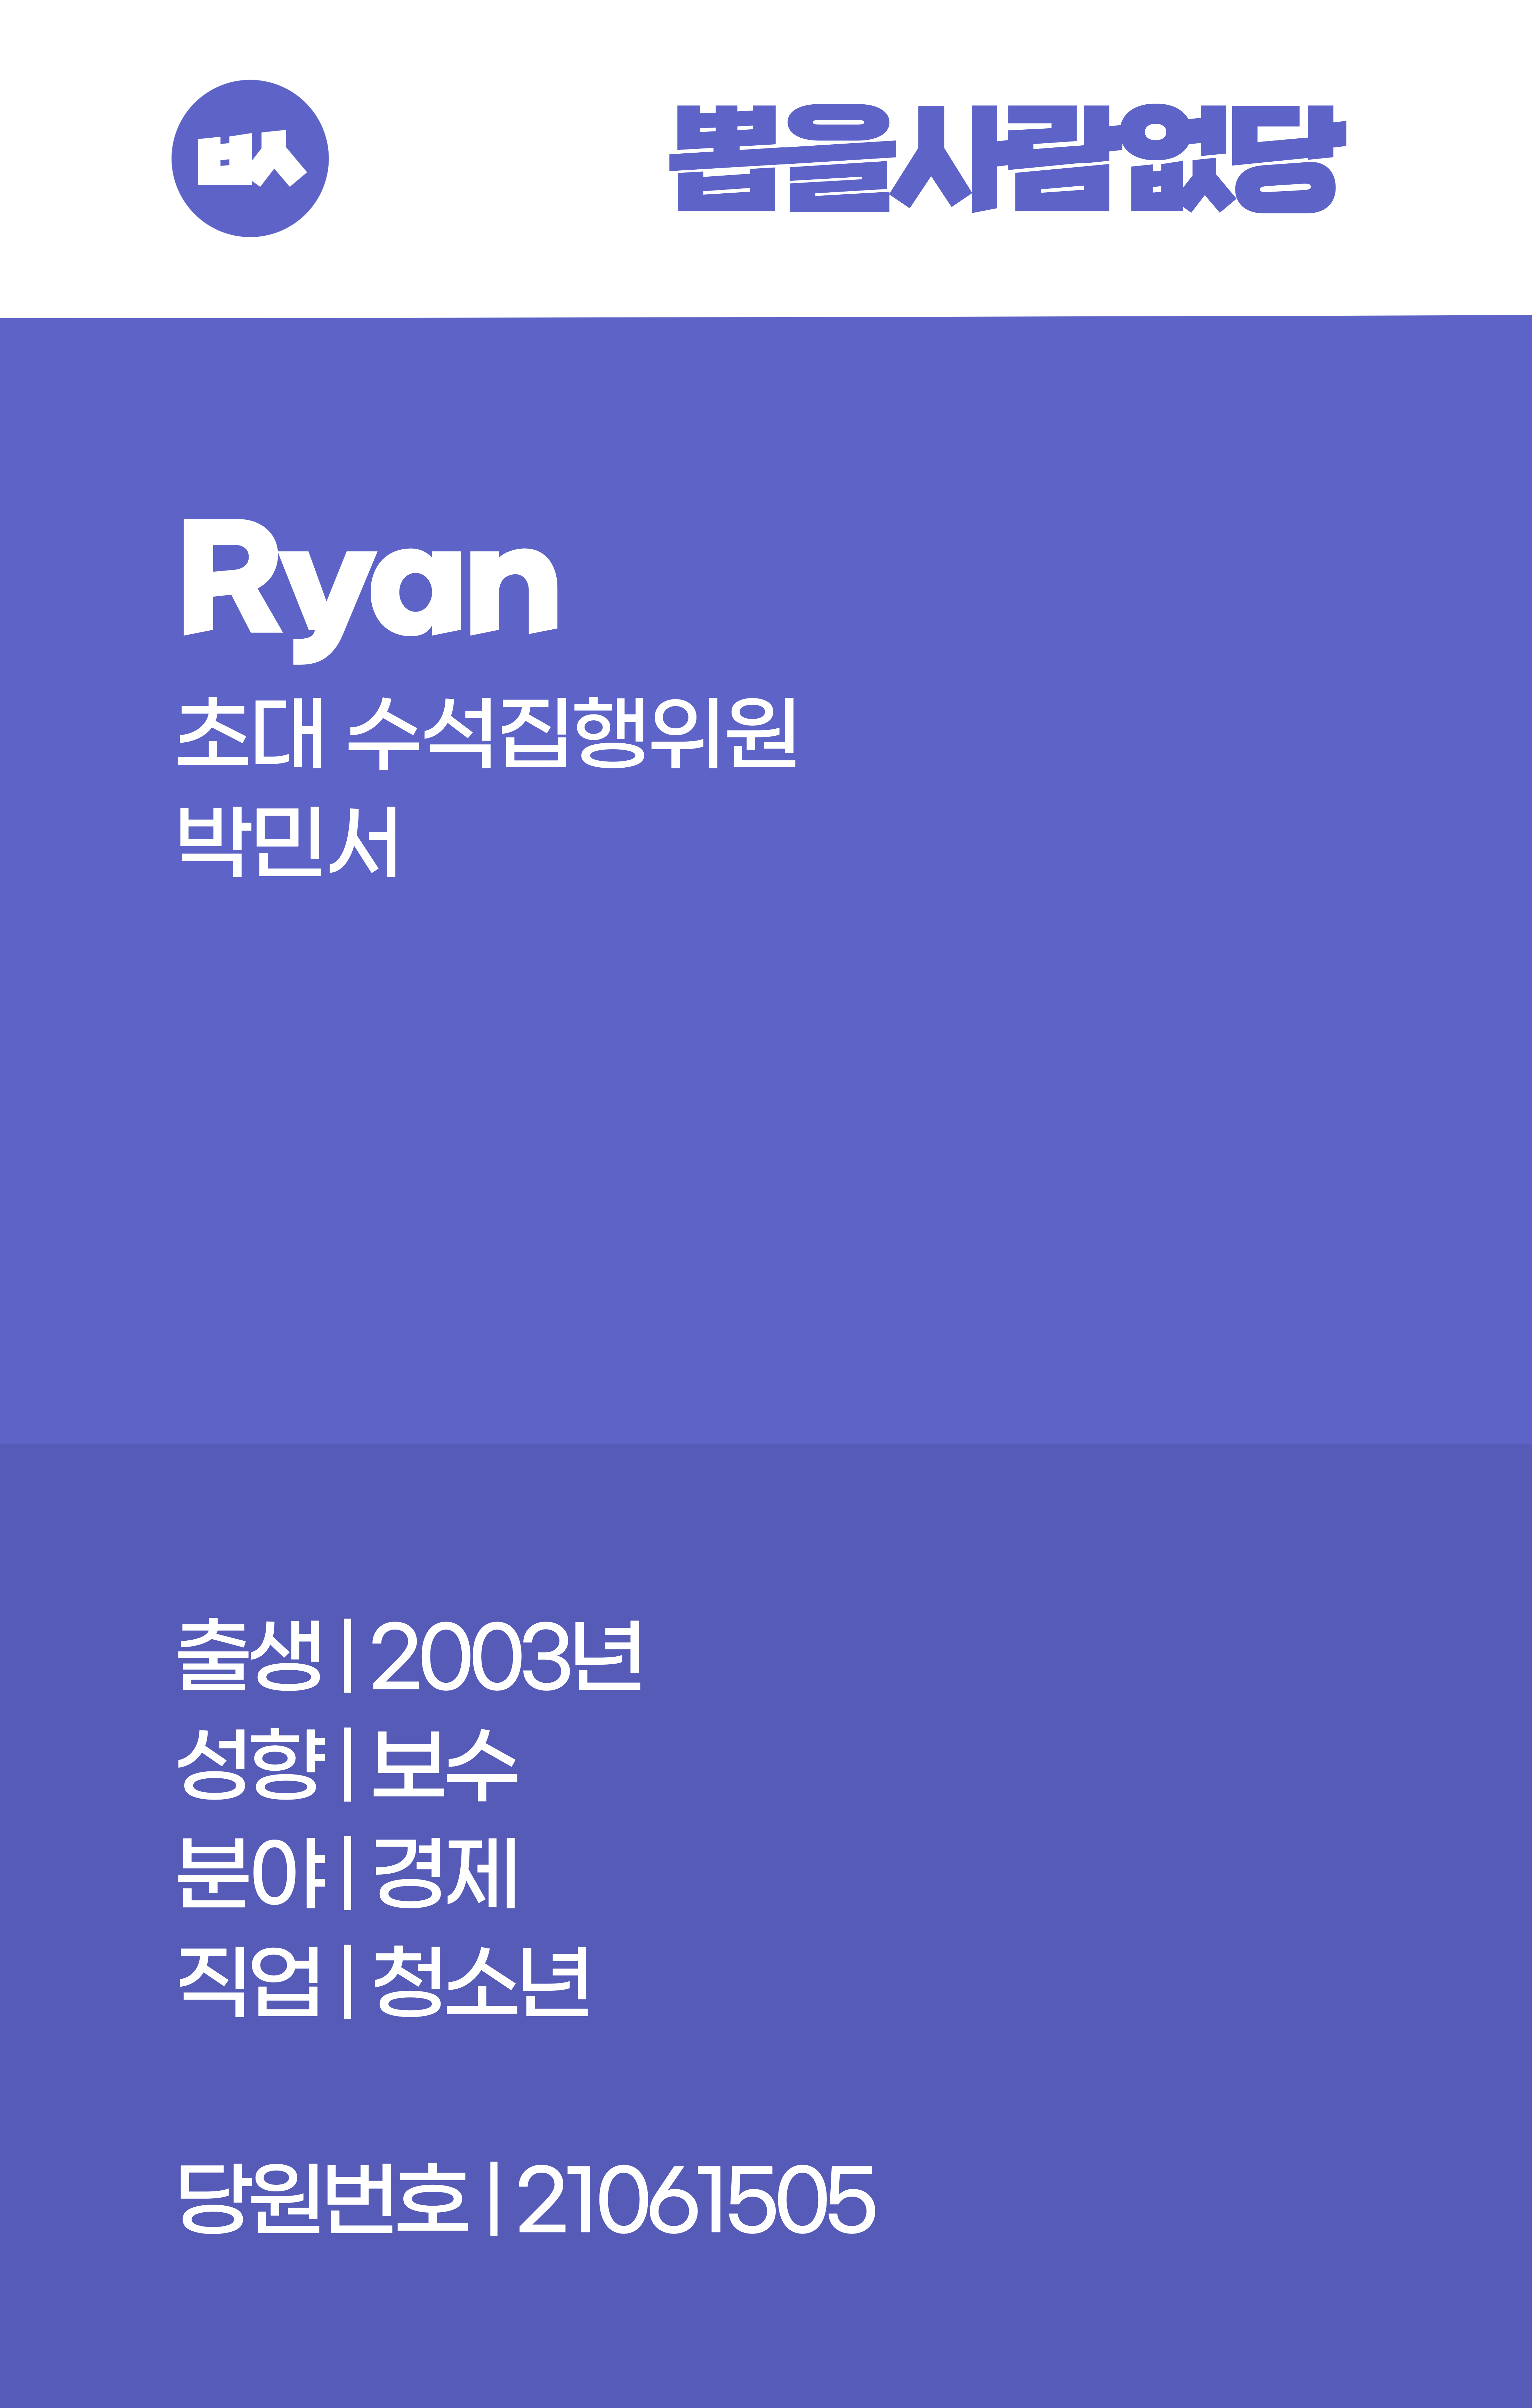 ㅄ
뽑을사람없당
Ryan
초대 수석집행위원
박민서
출생 | 2003년
성향 | 보수
분야 | 경제
직업 | 청소년
당원번호 | 21061505